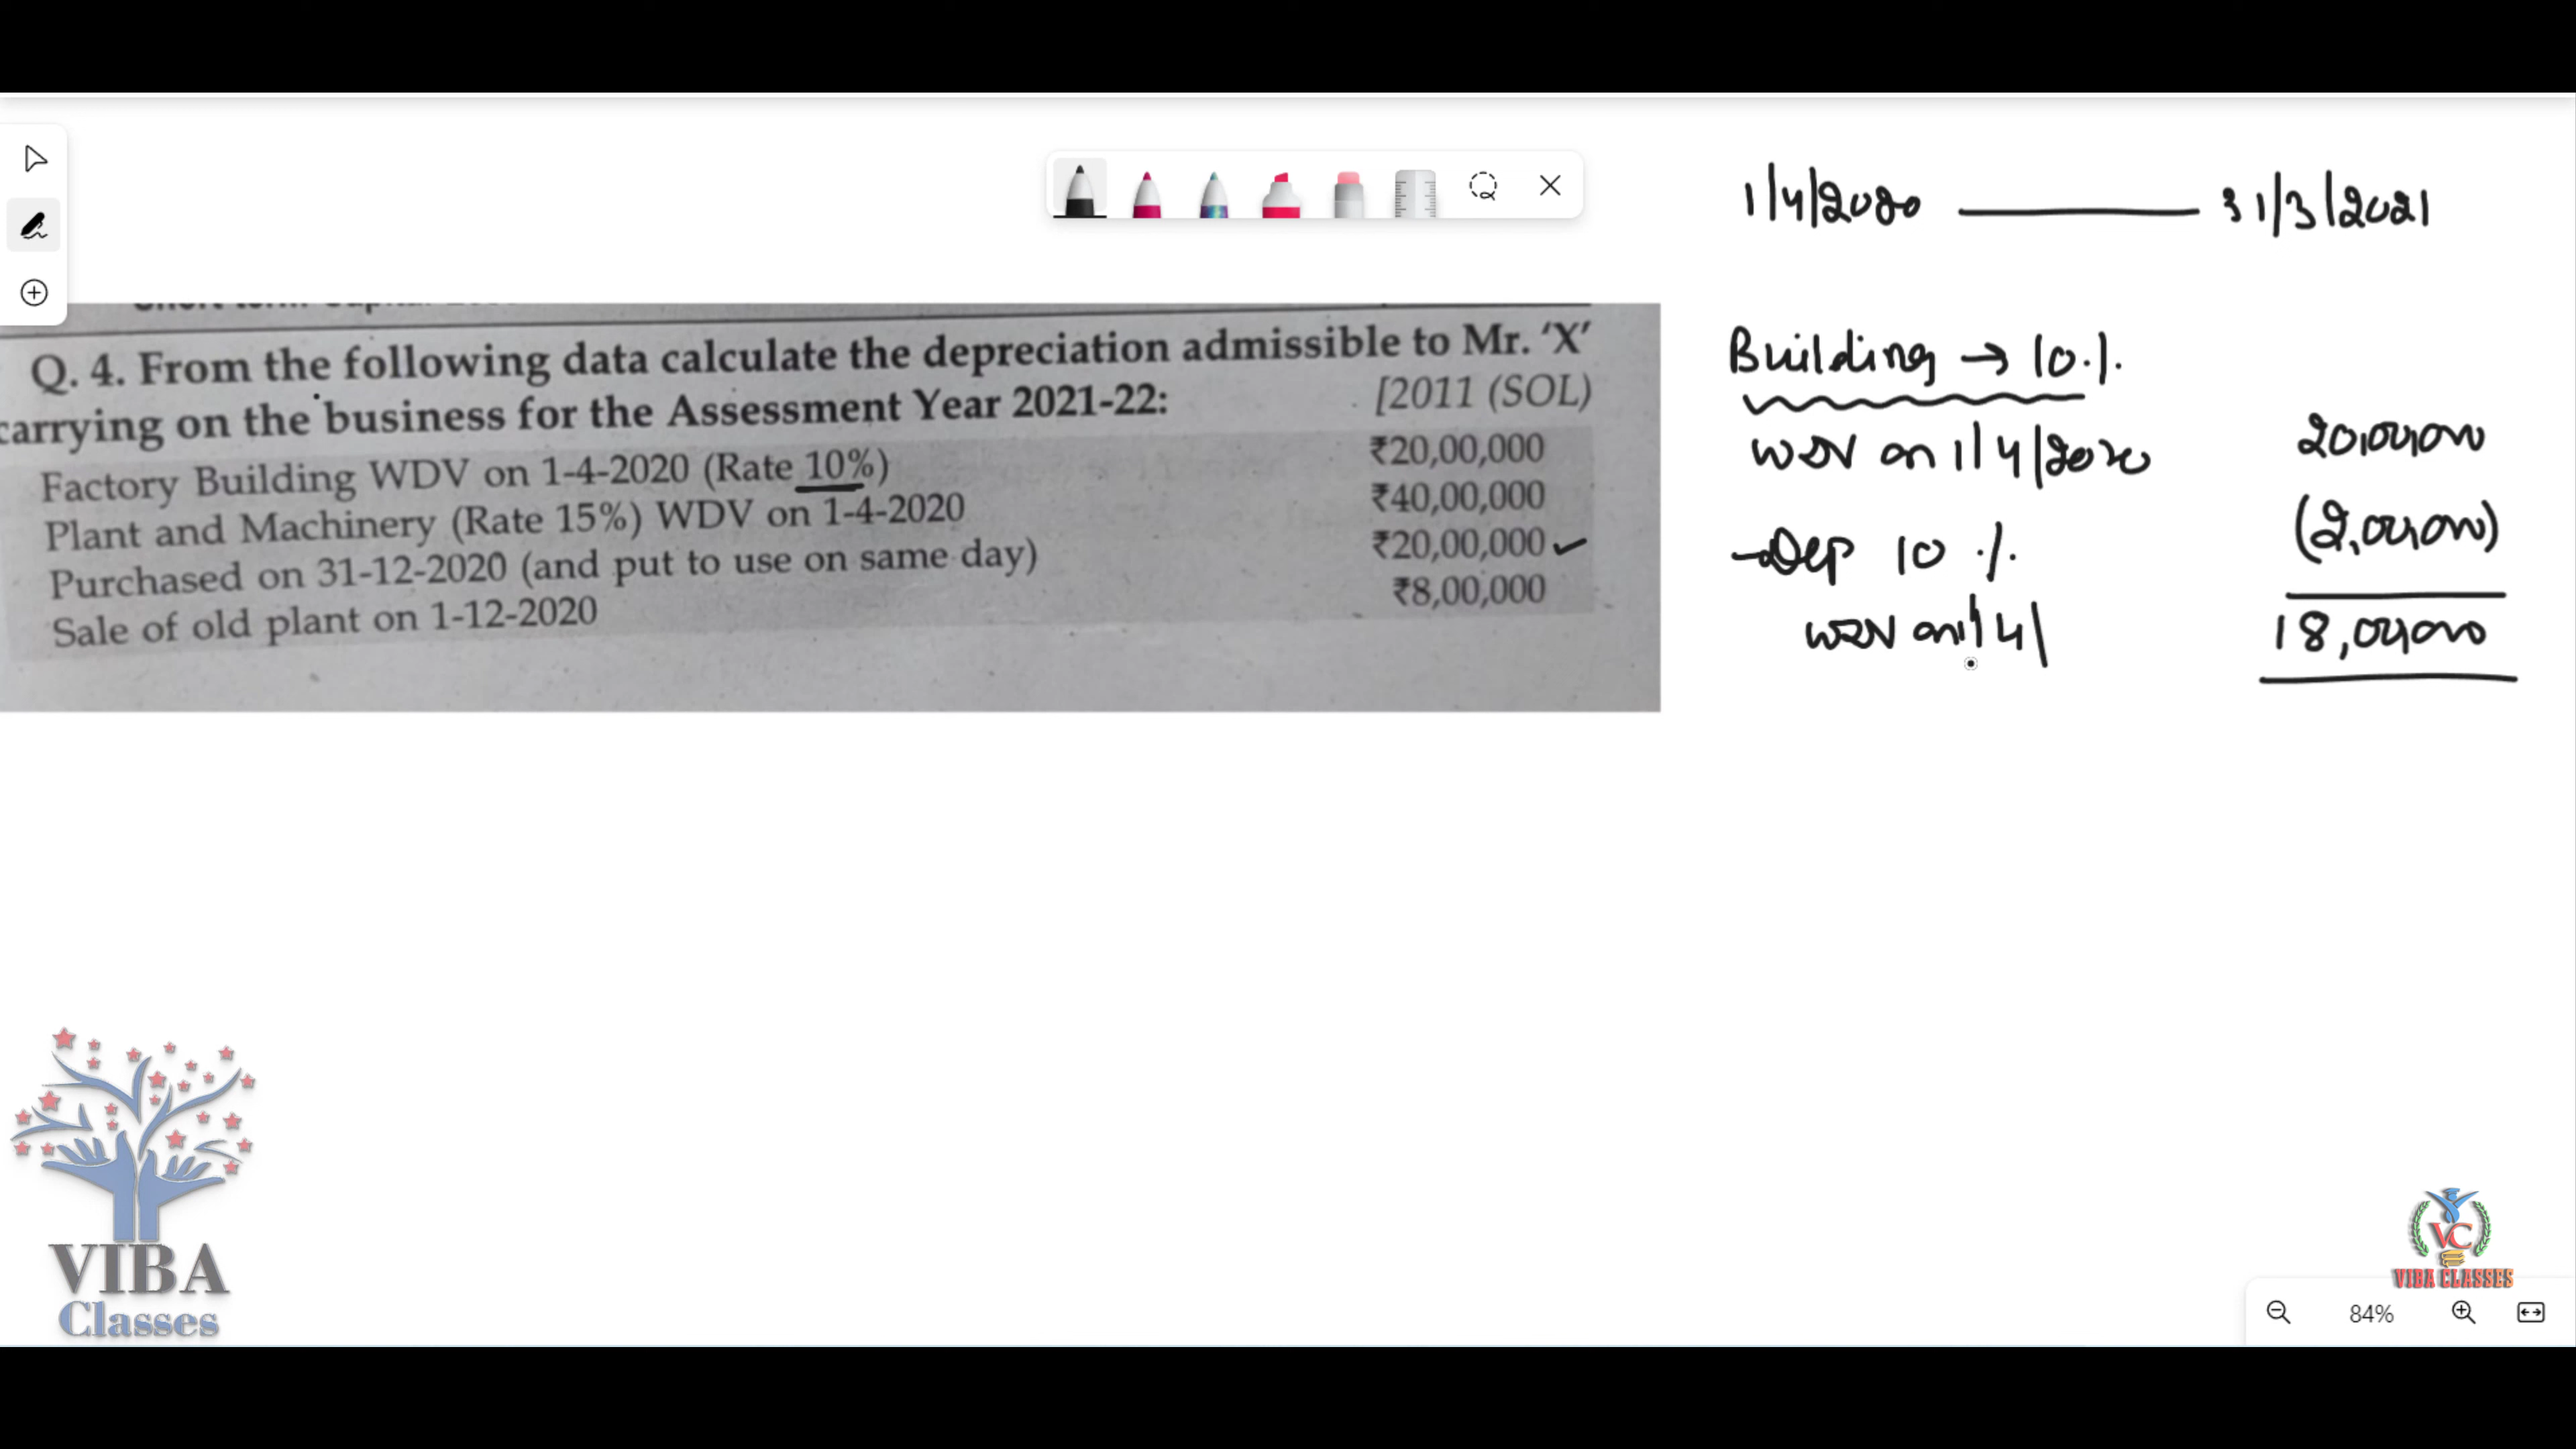 1/4/2020 —— 31/3/2021
Q. 4. From the following data calculate the depreciation admissible to Mr. 'X'
carrying on the business for the Assessment Year 2021-22: [2011 (SOL)
Factory Building WDV on 1-4-2020 (Rate 10%) ₹20,00,000
Plant and Machinery (Rate 15%) WDV on 1-4-2020 ₹40,00,000
Purchased on 31-12-2020 (and put to use on same day) ₹20,00,000
Sale of old plant on 1-12-2020 ₹8,00,000
Building → 10%
WDV on 1/4/2020 20,00,000
-Dep 10 % (2,00,000)
WDV on 1/4/ 18,00,000
VIBA
Classes
VC
VIBA CLASSES
84%